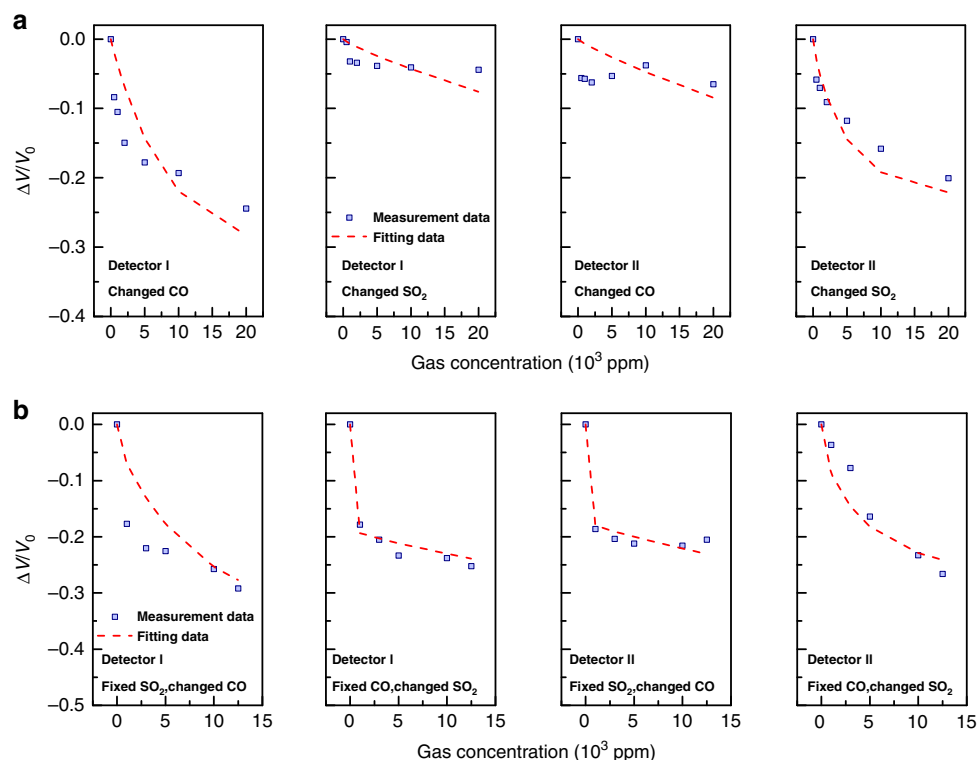 a
ΔV/V₀
0.0
−0.1
−0.2
−0.3
−0.4
Detector I
Changed CO
0 5 10 15 20
Measurement data
Fitting data
Detector I
Changed SO₂
0 5 10 15 20
Detector II
Changed CO
0 5 10 15 20
Detector II
Changed SO₂
0 5 10 15 20
Gas concentration (10³ ppm)
b
ΔV/V₀
0.0
−0.1
−0.2
−0.3
−0.4
−0.5
Measurement data
Fitting data
Detector I
Fixed SO₂,changed CO
0 5 10 15
Detector I
Fixed CO,changed SO₂
0 5 10 15
Detector II
Fixed SO₂,changed CO
0 5 10 15
Detector II
Fixed CO,changed SO₂
0 5 10 15
Gas concentration (10³ ppm)